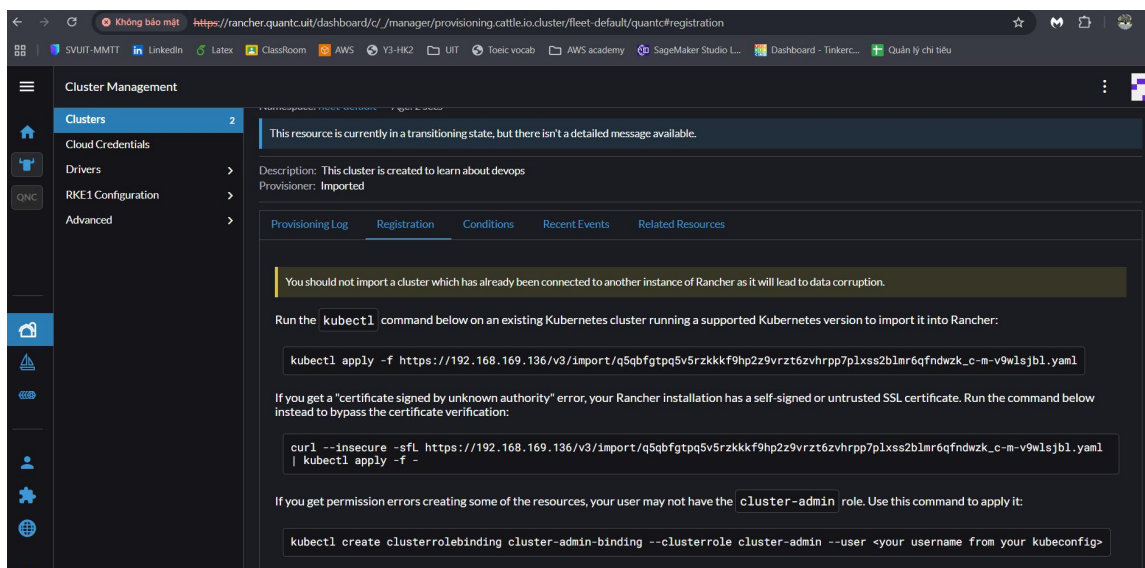 Không bảo mật https://rancher.quantc.uit/dashboard/c/_/manager/provisioning.cattle.io.cluster/fleet-default/quantc#registration
SVUIT-MMTT LinkedIn Latex ClassRoom AWS Y3-HK2 UIT Toeic vocab AWS academy SageMaker Studio L... Dashboard - Tinkerc... Quản lý chi tiêu
Cluster Management
Clusters 2
Cloud Credentials
Drivers
RKE1 Configuration
Advanced
QNC
Namespace: fleet-default Age: 2 secs
This resource is currently in a transitioning state, but there isn't a detailed message available.
Description: This cluster is created to learn about devops
Provisioner: Imported
Provisioning Log Registration Conditions Recent Events Related Resources
You should not import a cluster which has already been connected to another instance of Rancher as it will lead to data corruption.
Run the kubectl command below on an existing Kubernetes cluster running a supported Kubernetes version to import it into Rancher:
kubectl apply -f https://192.168.169.136/v3/import/q5qbfgtpq5v5rzkkkf9hp2z9vrzt6zvhrpp7plxss2blmr6qfndwzk_c-m-v9wlsjbl.yaml
If you get a "certificate signed by unknown authority" error, your Rancher installation has a self-signed or untrusted SSL certificate. Run the command below
instead to bypass the certificate verification:
curl --insecure -sfL https://192.168.169.136/v3/import/q5qbfgtpq5v5rzkkkf9hp2z9vrzt6zvhrpp7plxss2blmr6qfndwzk_c-m-v9wlsjbl.yaml
| kubectl apply -f -
If you get permission errors creating some of the resources, your user may not have the cluster-admin role. Use this command to apply it:
kubectl create clusterrolebinding cluster-admin-binding --clusterrole cluster-admin --user <your username from your kubeconfig>